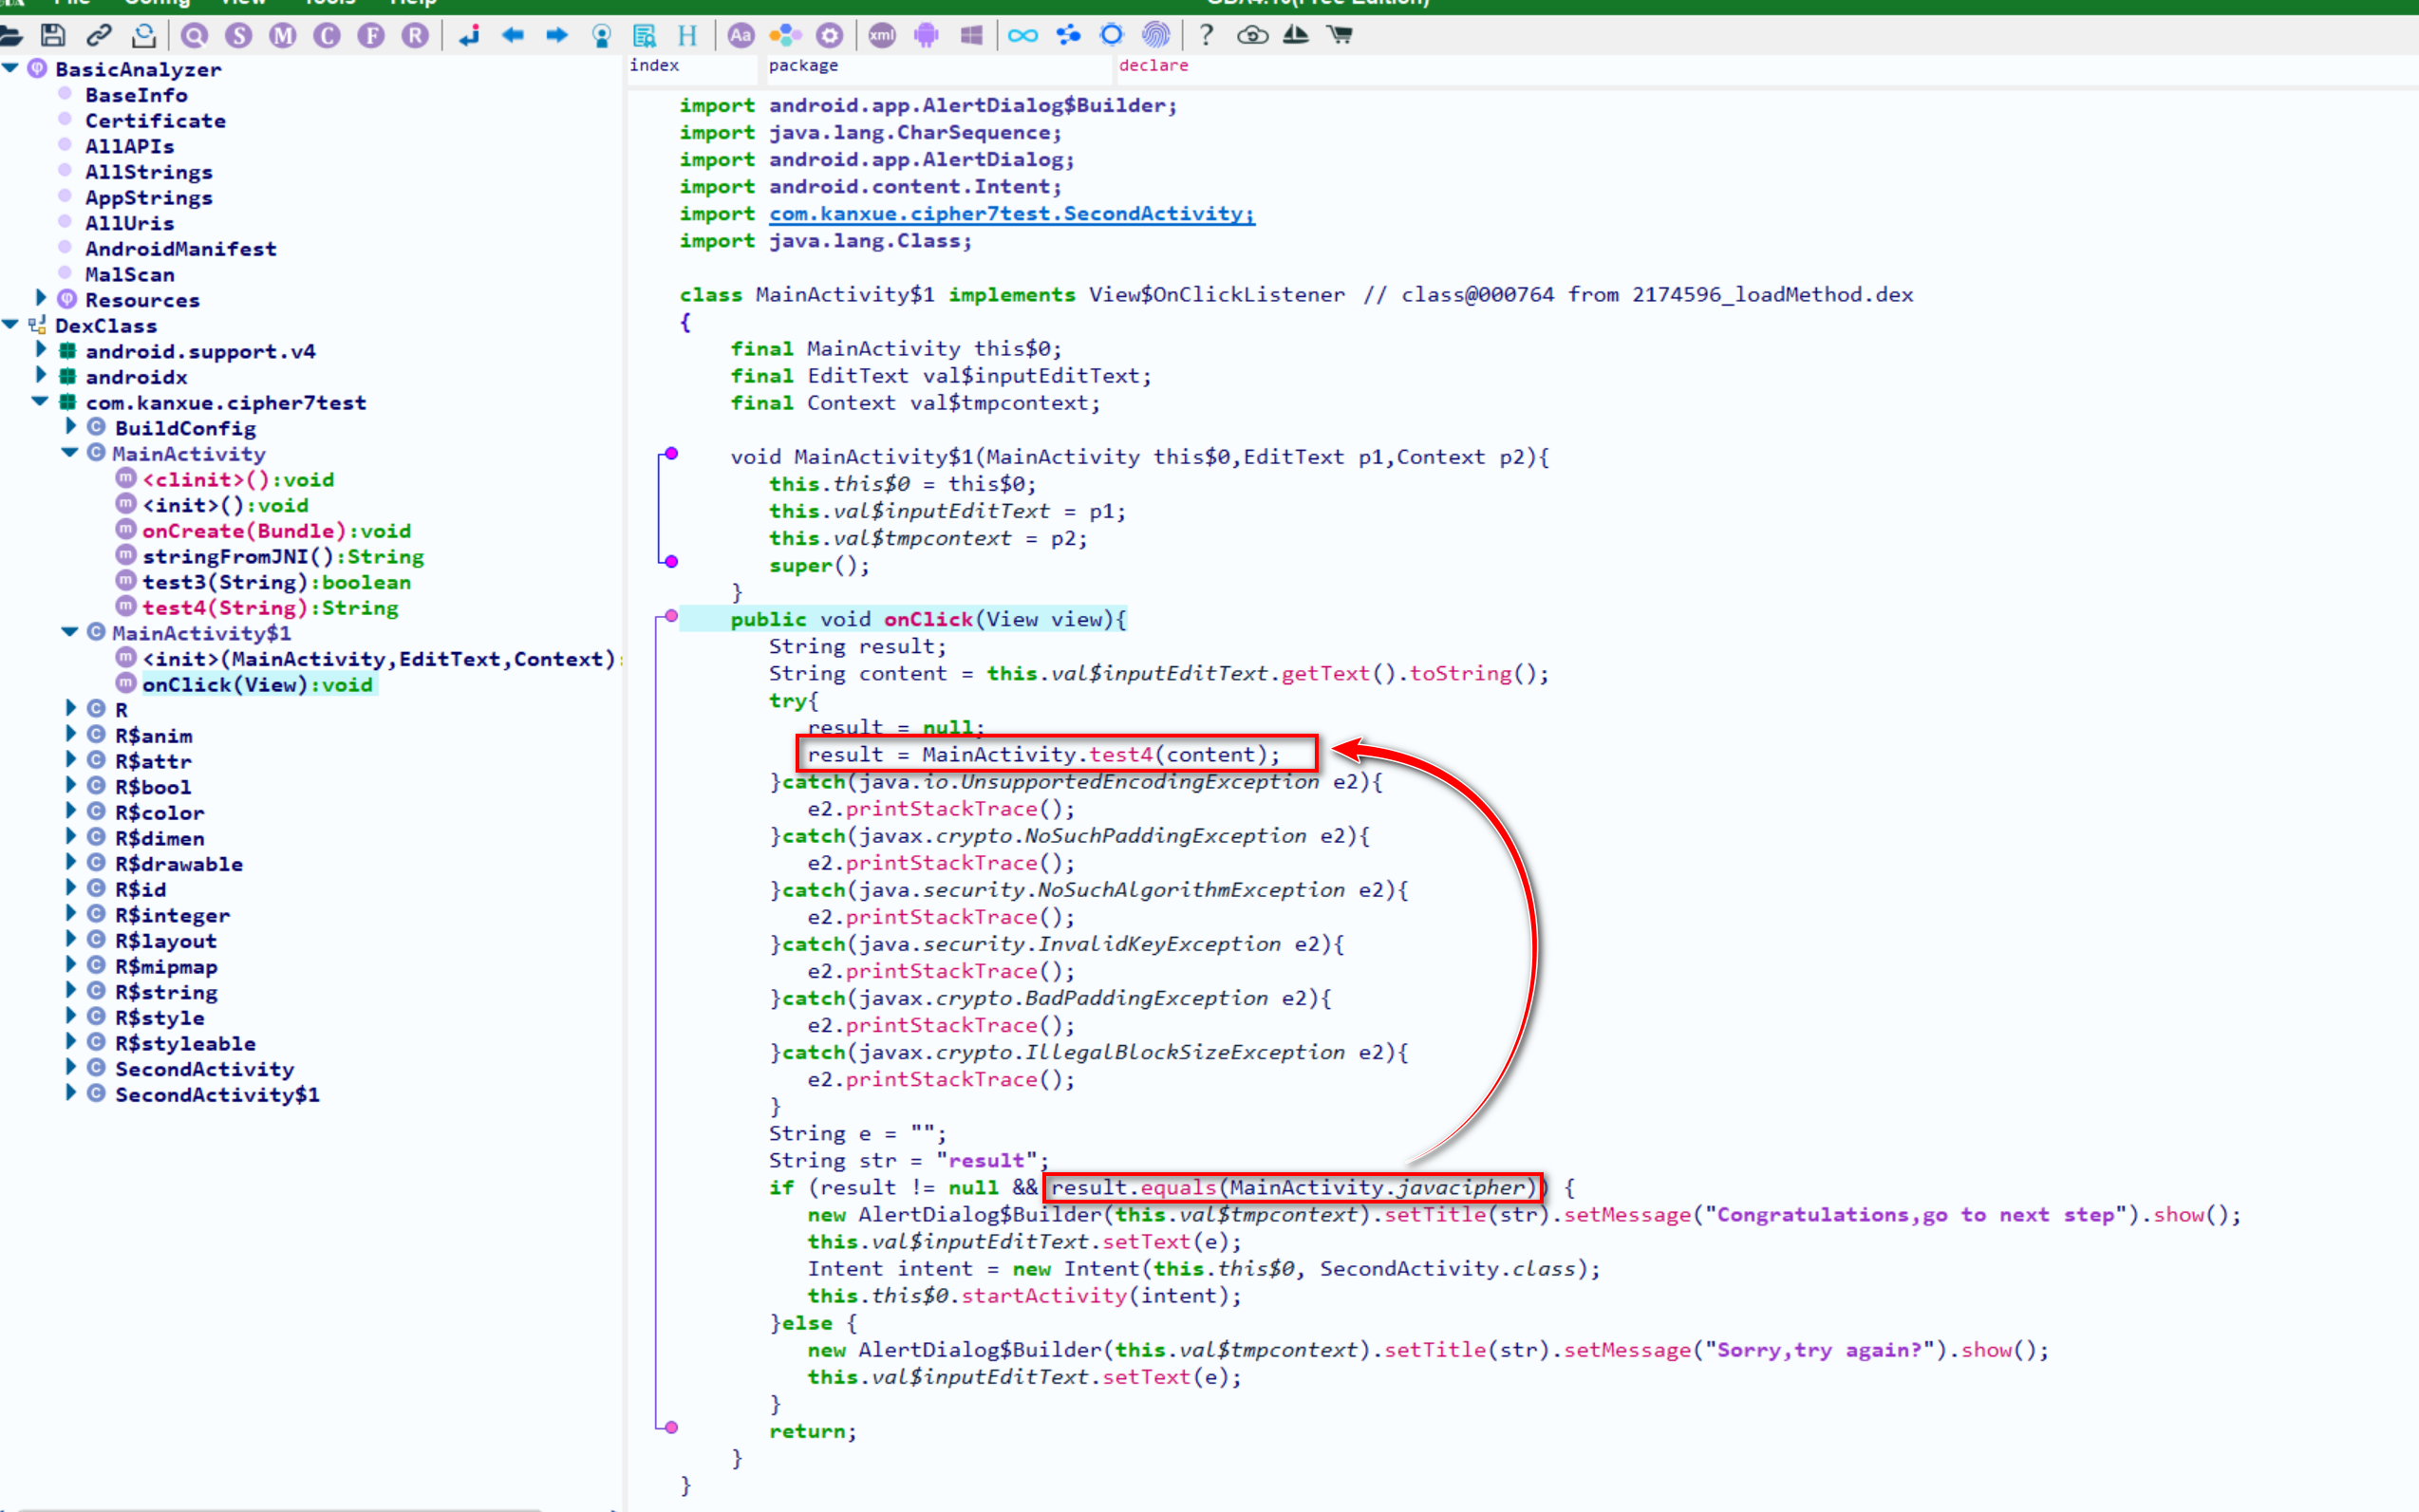 File Config View Tools Help
GDA4.10(Free Edition)
BasicAnalyzer
BaseInfo
Certificate
AllAPIs
AllStrings
AppStrings
AllUris
AndroidManifest
MalScan
Resources
DexClass
android.support.v4
androidx
com.kanxue.cipher7test
BuildConfig
MainActivity
<clinit>():void
<init>():void
onCreate(Bundle):void
stringFromJNI():String
test3(String):boolean
test4(String):String
MainActivity$1
<init>(MainActivity,EditText,Context):
onClick(View):void
R
R$anim
R$attr
R$bool
R$color
R$dimen
R$drawable
R$id
R$integer
R$layout
R$mipmap
R$string
R$style
R$styleable
SecondActivity
SecondActivity$1
index package declare
import android.app.AlertDialog$Builder;
import java.lang.CharSequence;
import android.app.AlertDialog;
import android.content.Intent;
import com.kanxue.cipher7test.SecondActivity;
import java.lang.Class;
class MainActivity$1 implements View$OnClickListener // class@000764 from 2174596_loadMethod.dex
{
final MainActivity this$0;
final EditText val$inputEditText;
final Context val$tmpcontext;
void MainActivity$1(MainActivity this$0,EditText p1,Context p2){
this.this$0 = this$0;
this.val$inputEditText = p1;
this.val$tmpcontext = p2;
super();
}
public void onClick(View view){
String result;
String content = this.val$inputEditText.getText().toString();
try{
result = null;
result = MainActivity.test4(content);
}catch(java.io.UnsupportedEncodingException e2){
e2.printStackTrace();
}catch(javax.crypto.NoSuchPaddingException e2){
e2.printStackTrace();
}catch(java.security.NoSuchAlgorithmException e2){
e2.printStackTrace();
}catch(java.security.InvalidKeyException e2){
e2.printStackTrace();
}catch(javax.crypto.BadPaddingException e2){
e2.printStackTrace();
}catch(javax.crypto.IllegalBlockSizeException e2){
e2.printStackTrace();
}
String e = "";
String str = "result";
if (result != null && result.equals(MainActivity.javacipher)) {
new AlertDialog$Builder(this.val$tmpcontext).setTitle(str).setMessage("Congratulations,go to next step").show();
this.val$inputEditText.setText(e);
Intent intent = new Intent(this.this$0, SecondActivity.class);
this.this$0.startActivity(intent);
}else {
new AlertDialog$Builder(this.val$tmpcontext).setTitle(str).setMessage("Sorry,try again?").show();
this.val$inputEditText.setText(e);
}
return;
}
}